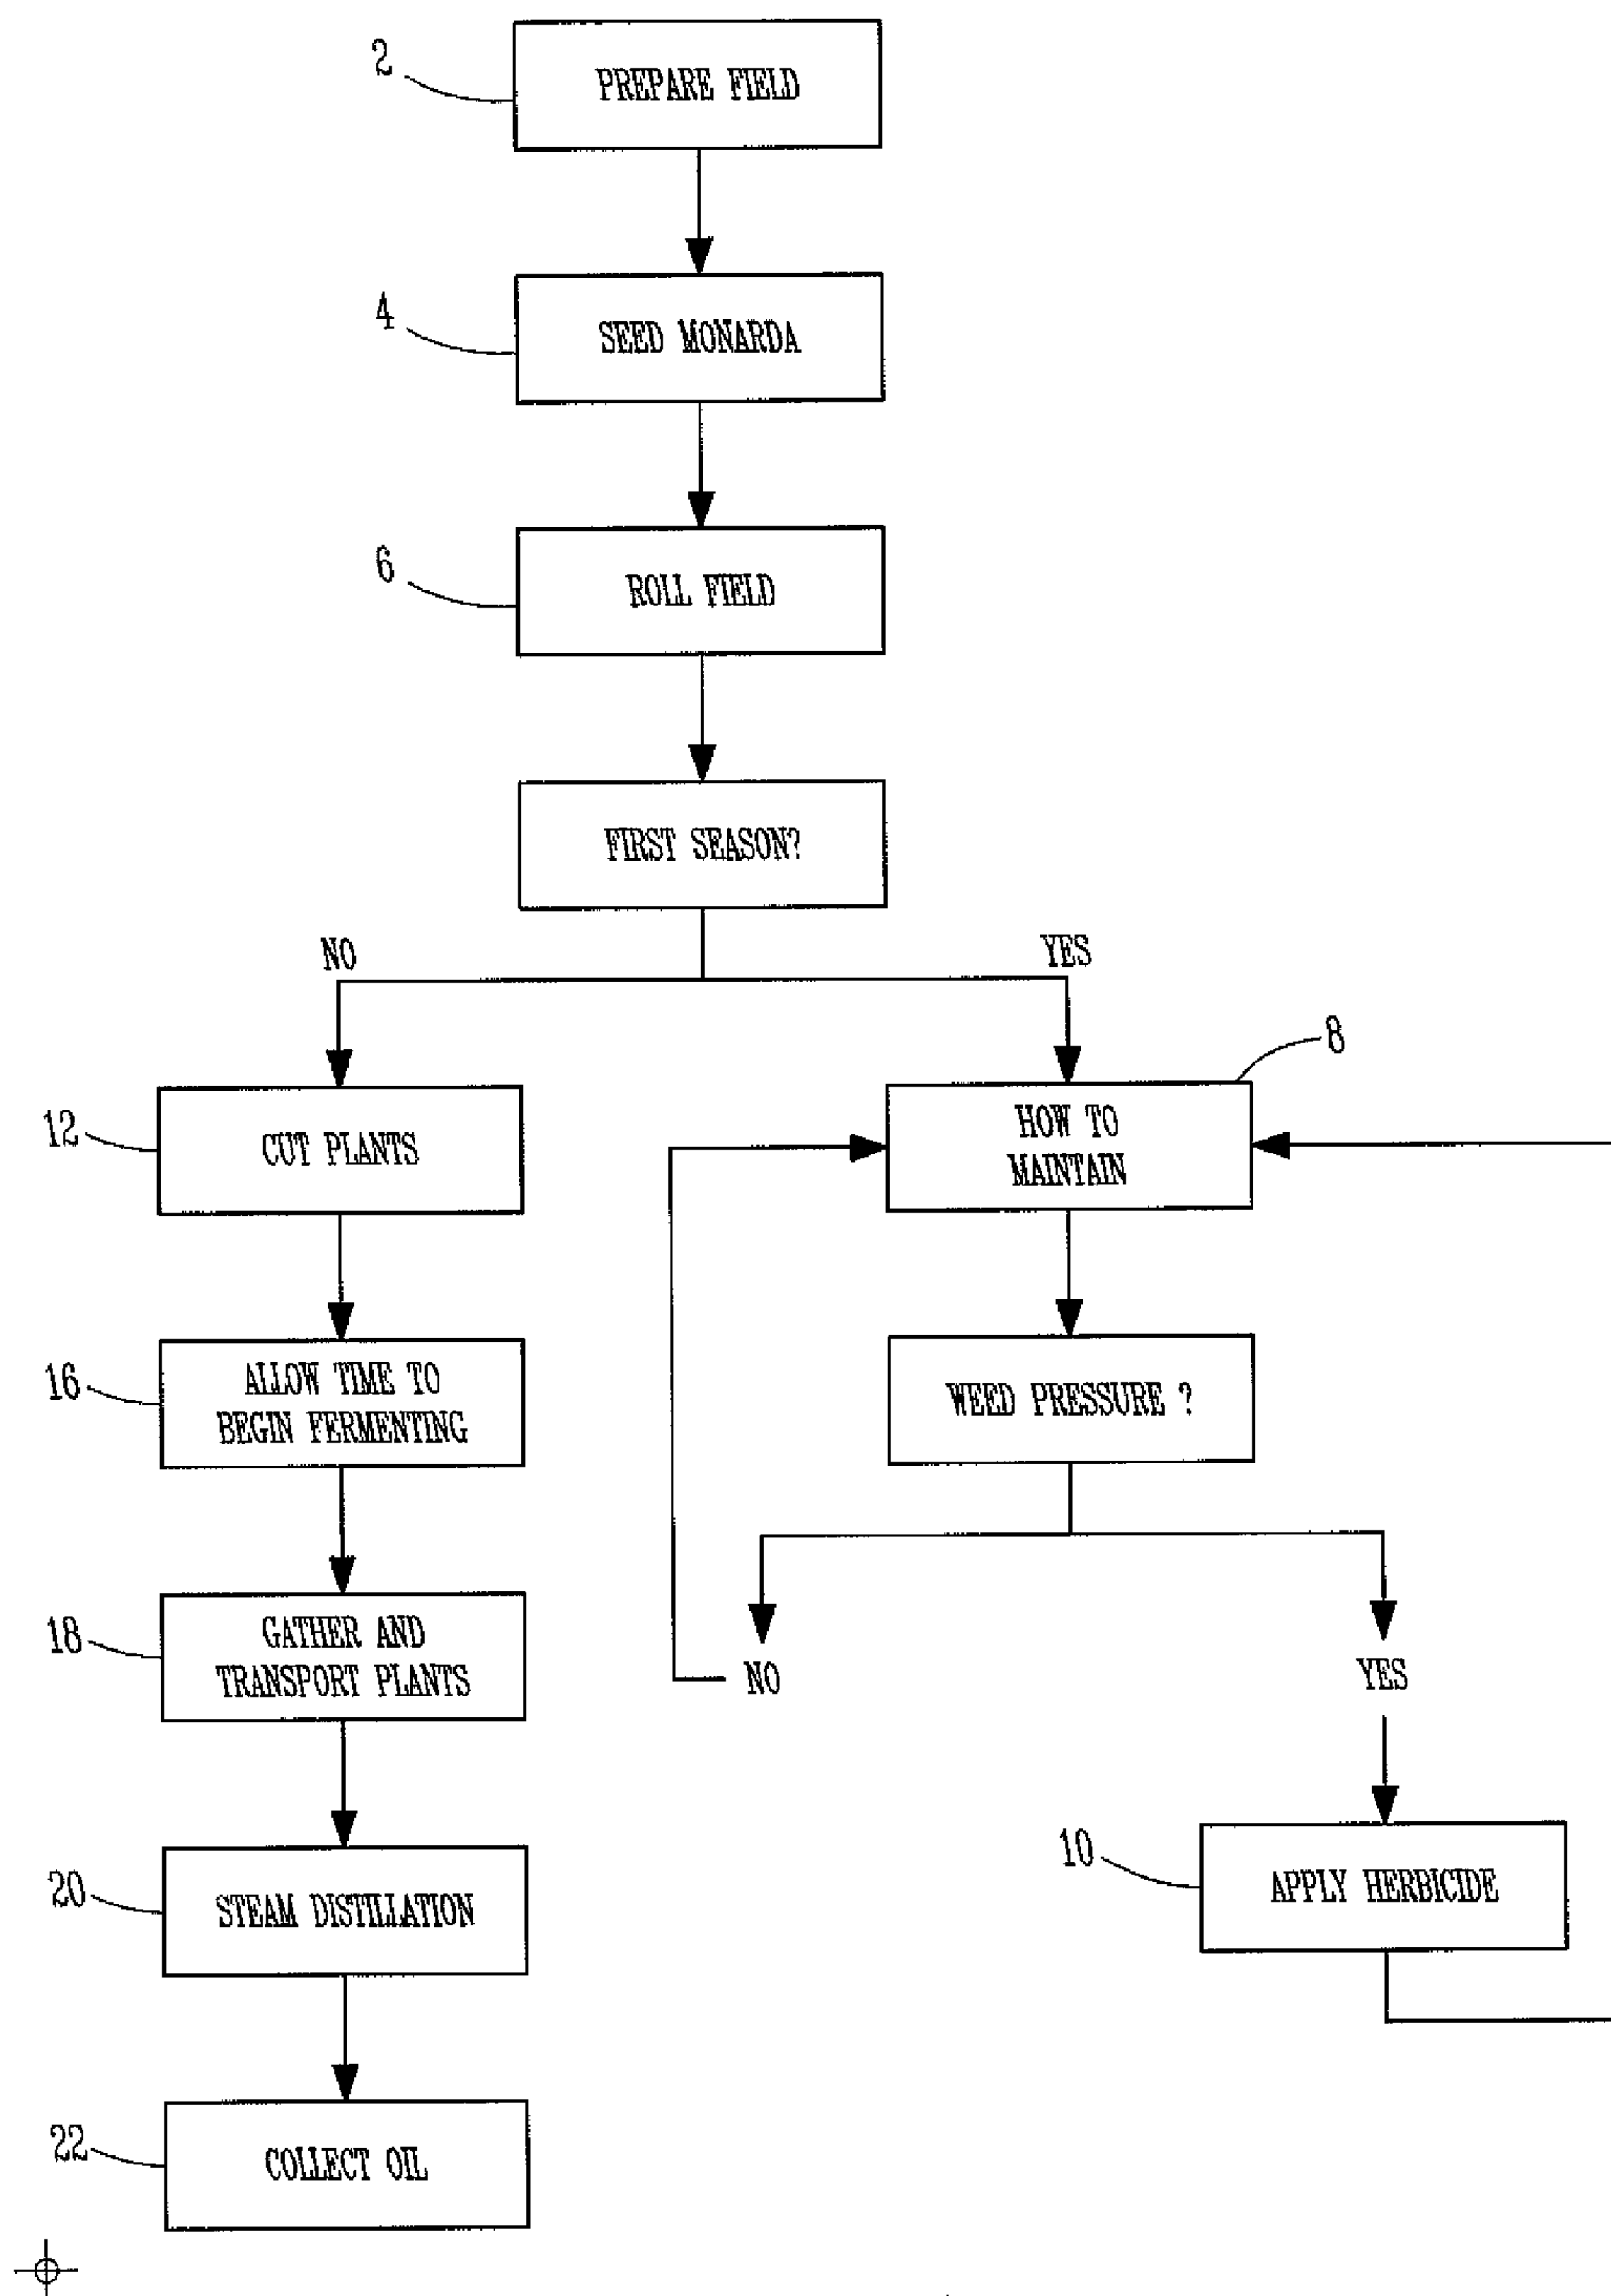 2
PREPARE FIELD
4
SEED MONARDA
6
ROLL FIELD
FIRST SEASON?
NO
YES
8
12
CUT PLANTS
HOW TO
MAINTAIN
16
ALLOW TIME TO
BEGIN FERMENTING
WEED PRESSURE ?
18
GATHER AND
TRANSPORT PLANTS
NO
YES
20
STEAM DISTILLATION
10
APPLY HERBICIDE
22
COLLECT OIL